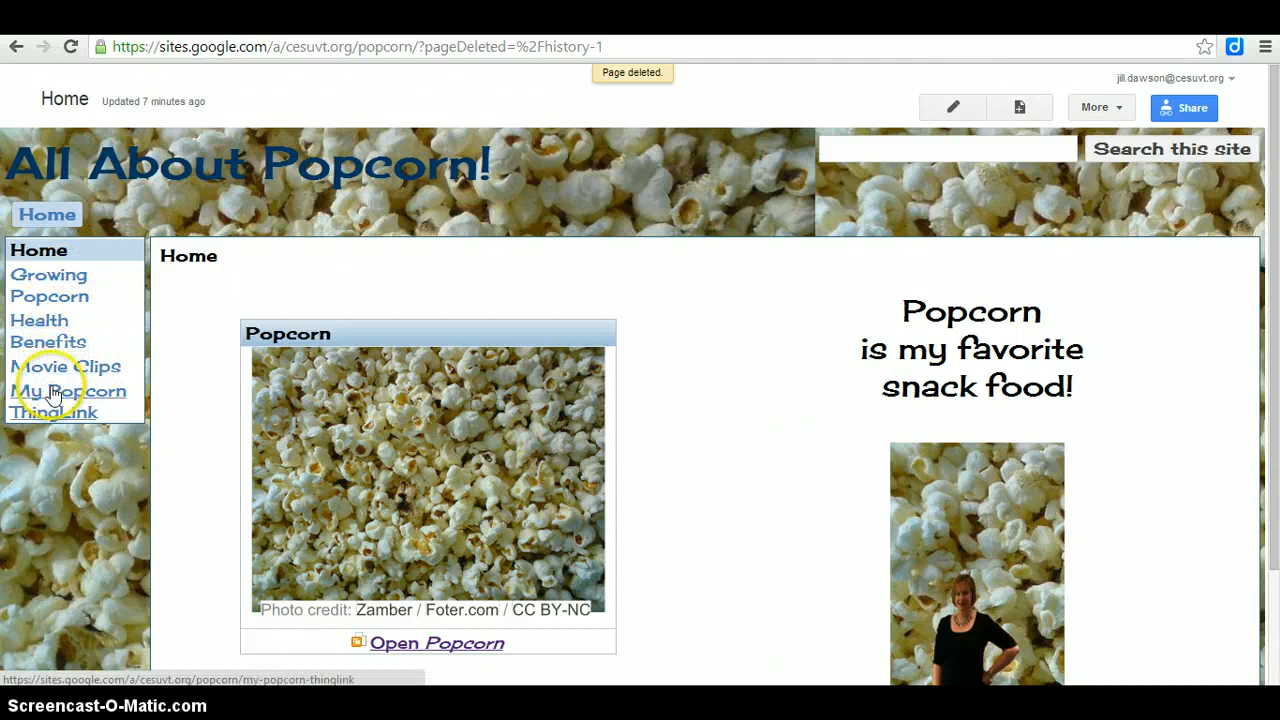 https://sites.google.com/a/cesuvt.org/popcorn/?pageDeleted=%2Fhistory-1
Page deleted.
jill.dawson@cesuvt.org
Home Updated 7 minutes ago
More
Share
All About Popcorn!
Search this site
Home
Home
Growing
Popcorn
Health
Benefits
Movie Clips
My Popcorn
ThingLink
Home
Popcorn
Photo credit: Zamber / Foter.com / CC BY-NC
Open Popcorn
Popcorn
is my favorite
snack food!
https://sites.google.com/a/cesuvt.org/popcorn/my-popcorn-thinglink
Screencast-O-Matic.com